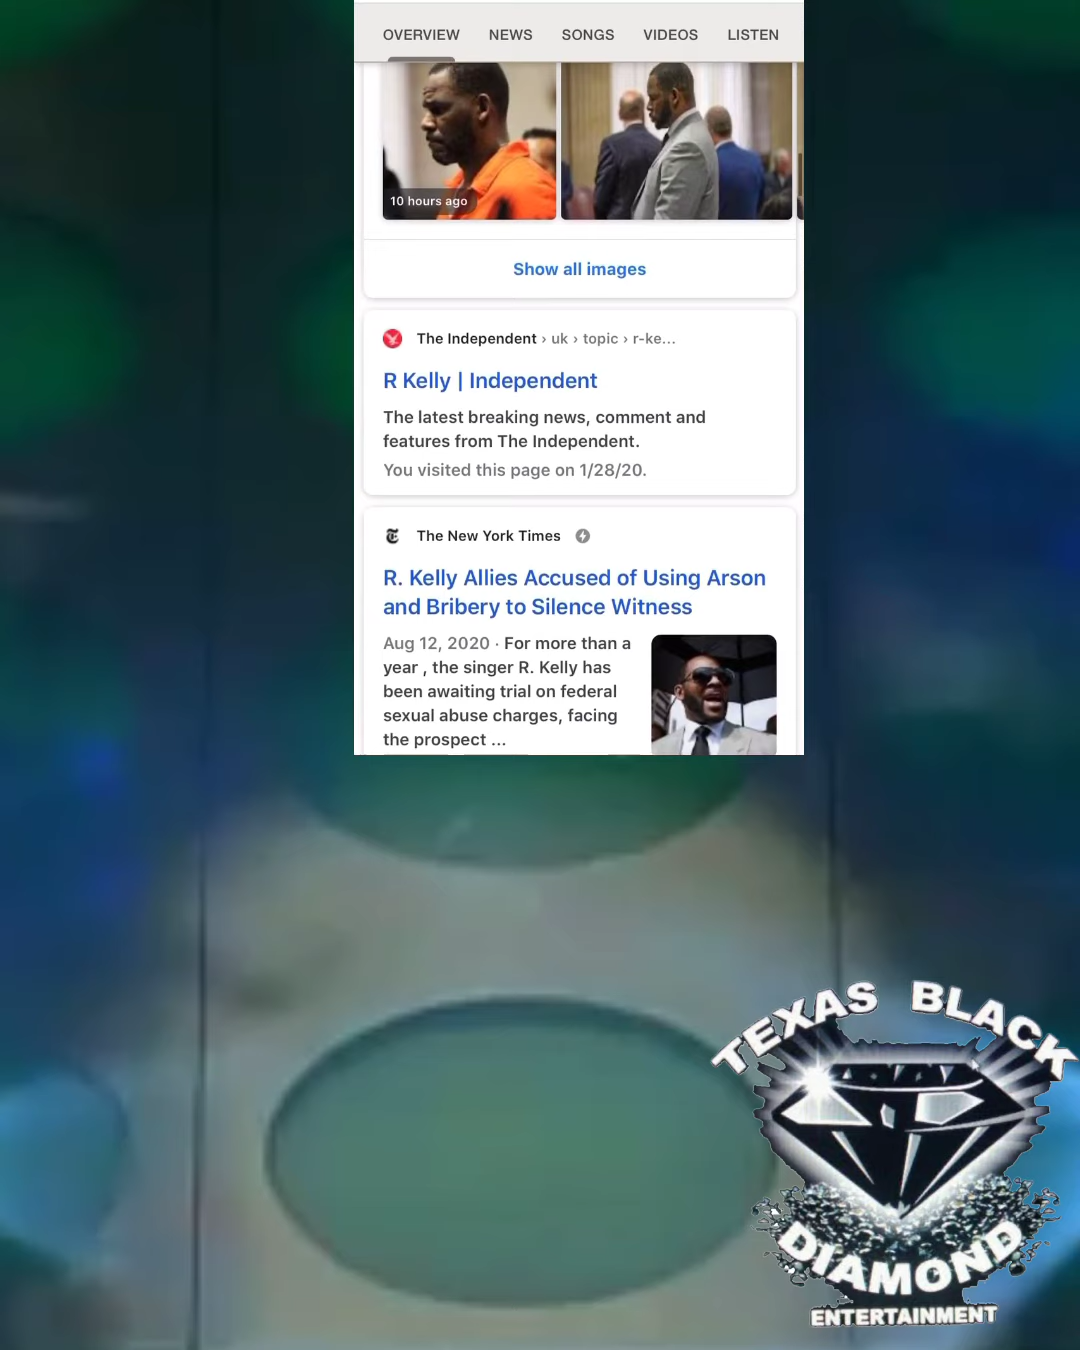 OVERVIEW NEWS SONGS VIDEOS LISTEN
10 hours ago
Show all images
The Independent › uk › topic › r-ke...
R Kelly | Independent
The latest breaking news, comment and
features from The Independent.
You visited this page on 1/28/20.
The New York Times
R. Kelly Allies Accused of Using Arson
and Bribery to Silence Witness
Aug 12, 2020 · For more than a
year , the singer R. Kelly has
been awaiting trial on federal
sexual abuse charges, facing
the prospect ...
TEXAS BLACK
DIAMOND
ENTERTAINMENT